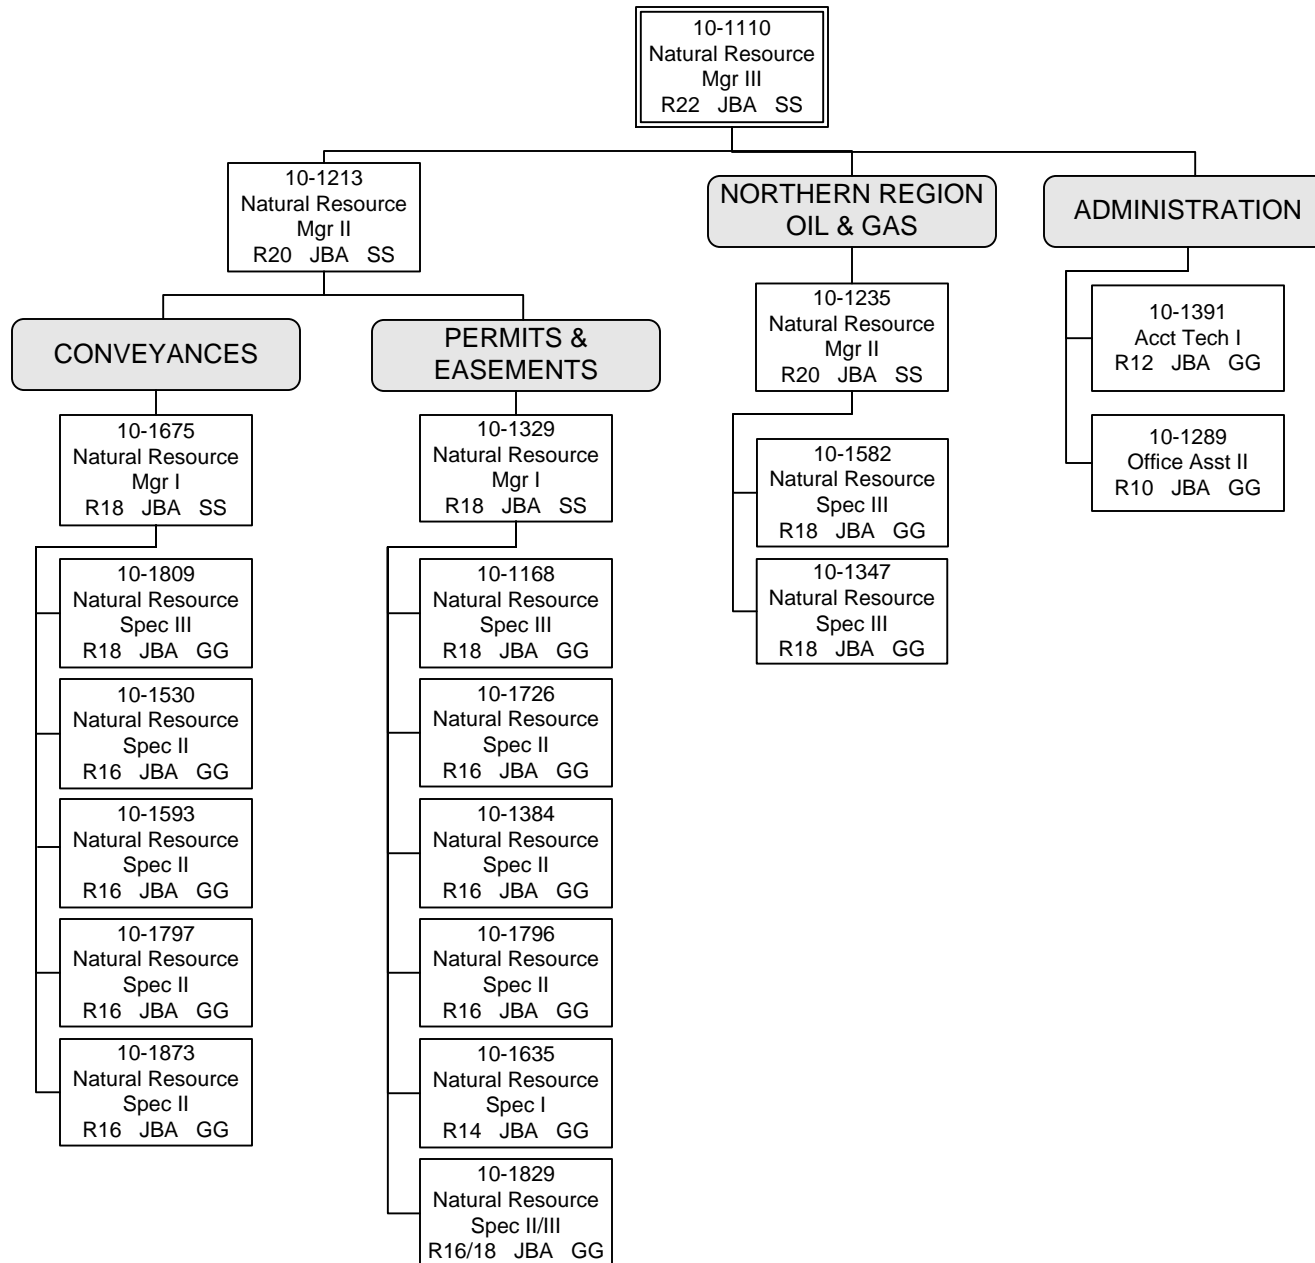 10-1110
Natural Resource
Mgr III
R22 JBA SS
10-1213
Natural Resource
Mgr II
R20 JBA SS
NORTHERN REGION
OIL & GAS
ADMINISTRATION
CONVEYANCES
PERMITS &
EASEMENTS
10-1235
Natural Resource
Mgr II
R20 JBA SS
10-1391
Acct Tech I
R12 JBA GG
10-1289
Office Asst II
R10 JBA GG
10-1675
Natural Resource
Mgr I
R18 JBA SS
10-1809
Natural Resource
Spec III
R18 JBA GG
10-1530
Natural Resource
Spec II
R16 JBA GG
10-1593
Natural Resource
Spec II
R16 JBA GG
10-1797
Natural Resource
Spec II
R16 JBA GG
10-1873
Natural Resource
Spec II
R16 JBA GG
10-1329
Natural Resource
Mgr I
R18 JBA SS
10-1168
Natural Resource
Spec III
R18 JBA GG
10-1726
Natural Resource
Spec II
R16 JBA GG
10-1384
Natural Resource
Spec II
R16 JBA GG
10-1796
Natural Resource
Spec II
R16 JBA GG
10-1635
Natural Resource
Spec I
R14 JBA GG
10-1829
Natural Resource
Spec II/III
R16/18 JBA GG
10-1582
Natural Resource
Spec III
R18 JBA GG
10-1347
Natural Resource
Spec III
R18 JBA GG